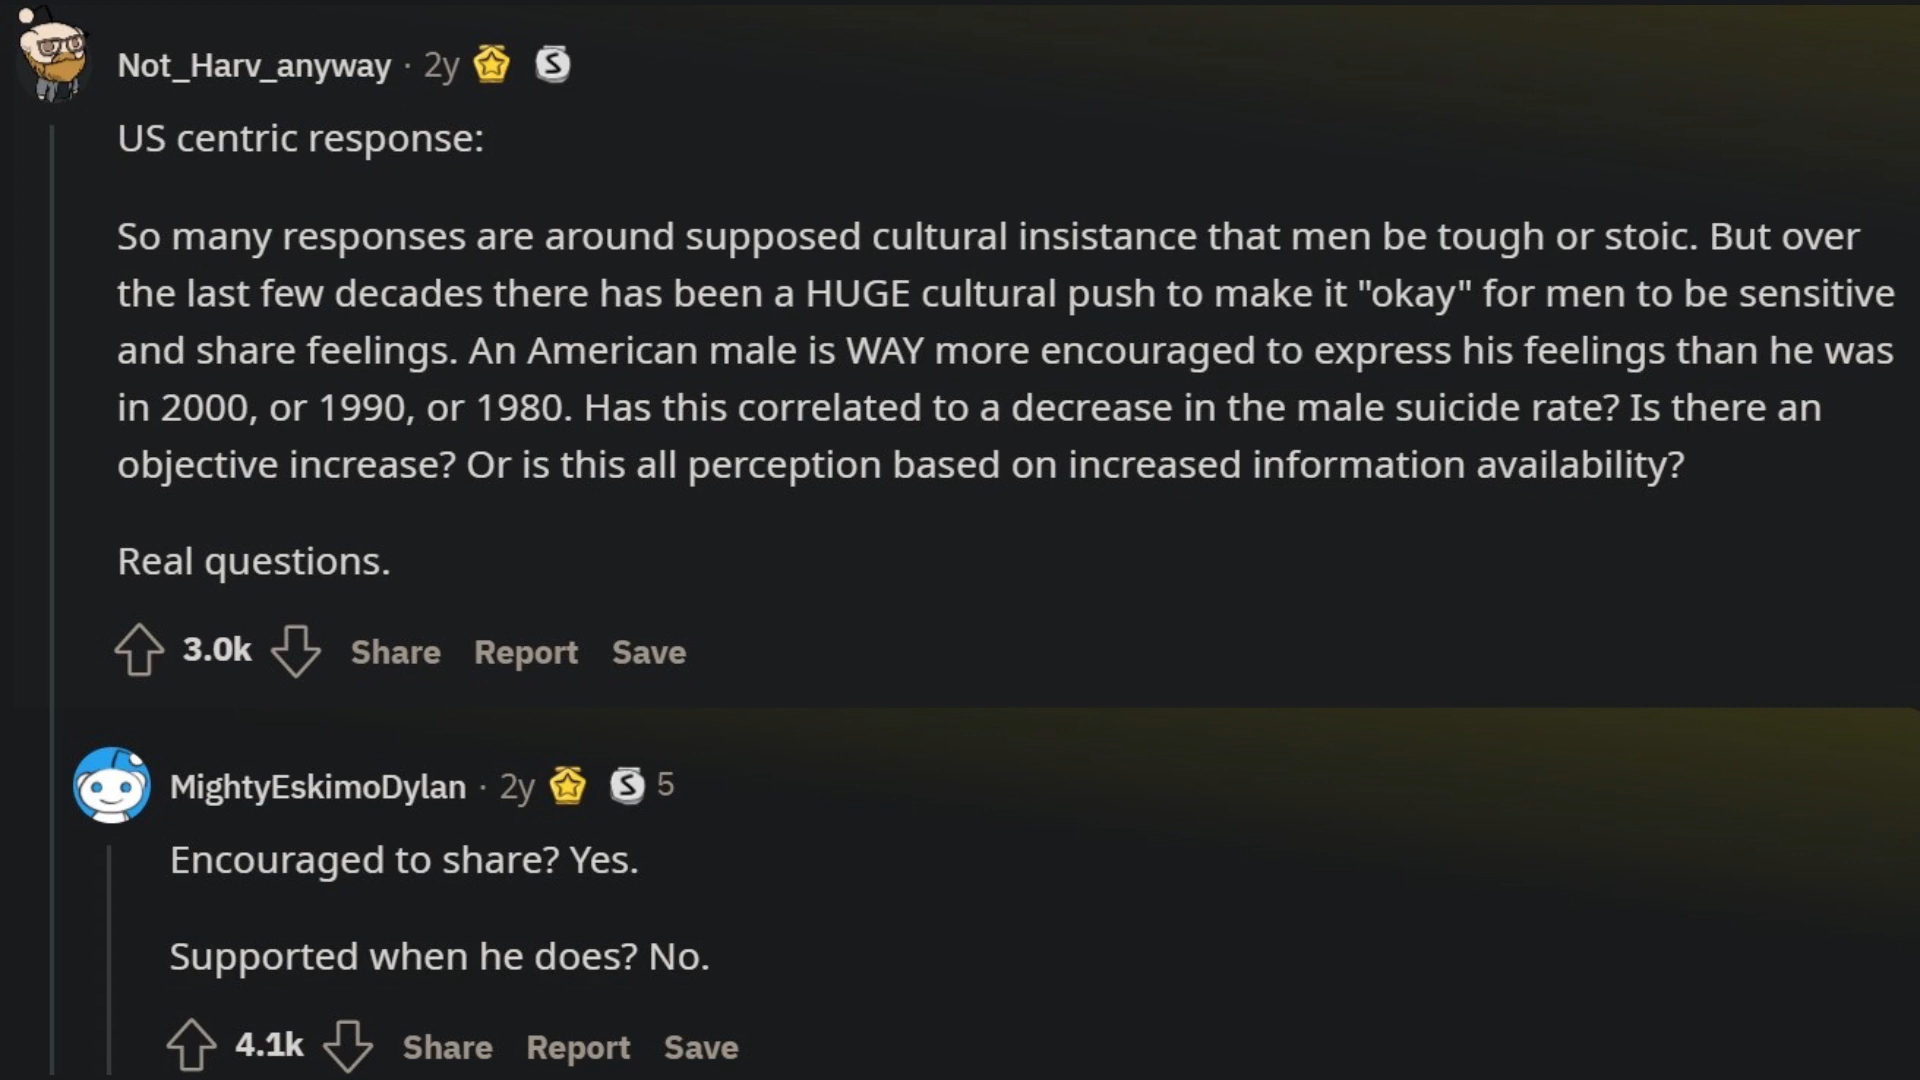 Not_Harv_anyway · 2y
US centric response:
So many responses are around supposed cultural insistance that men be tough or stoic. But over
the last few decades there has been a HUGE cultural push to make it "okay" for men to be sensitive
and share feelings. An American male is WAY more encouraged to express his feelings than he was
in 2000, or 1990, or 1980. Has this correlated to a decrease in the male suicide rate? Is there an
objective increase? Or is this all perception based on increased information availability?
Real questions.
3.0k Share Report Save
MightyEskimoDylan · 2y S 5
Encouraged to share? Yes.
Supported when he does? No.
4.1k Share Report Save